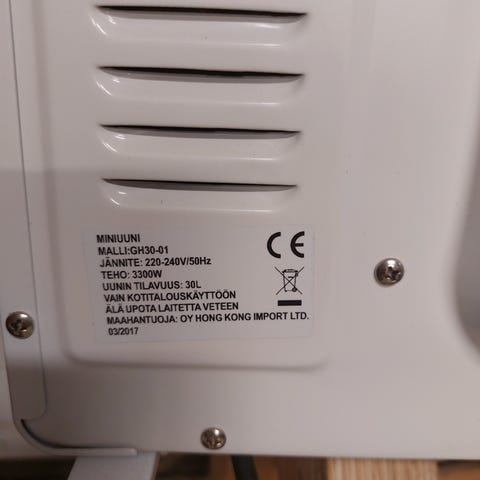 MINIUUNI
MALLI:GH30-01
JÄNNITE: 220-240V/50Hz
TEHO: 3300W
UUNIN TILAVUUS: 30L
VAIN KOTITALOUSKÄYTTÖÖN
ÄLÄ UPOTA LAITETTA VETEEN
MAAHANTUOJA: OY HONG KONG IMPORT LTD.
03/2017
CE